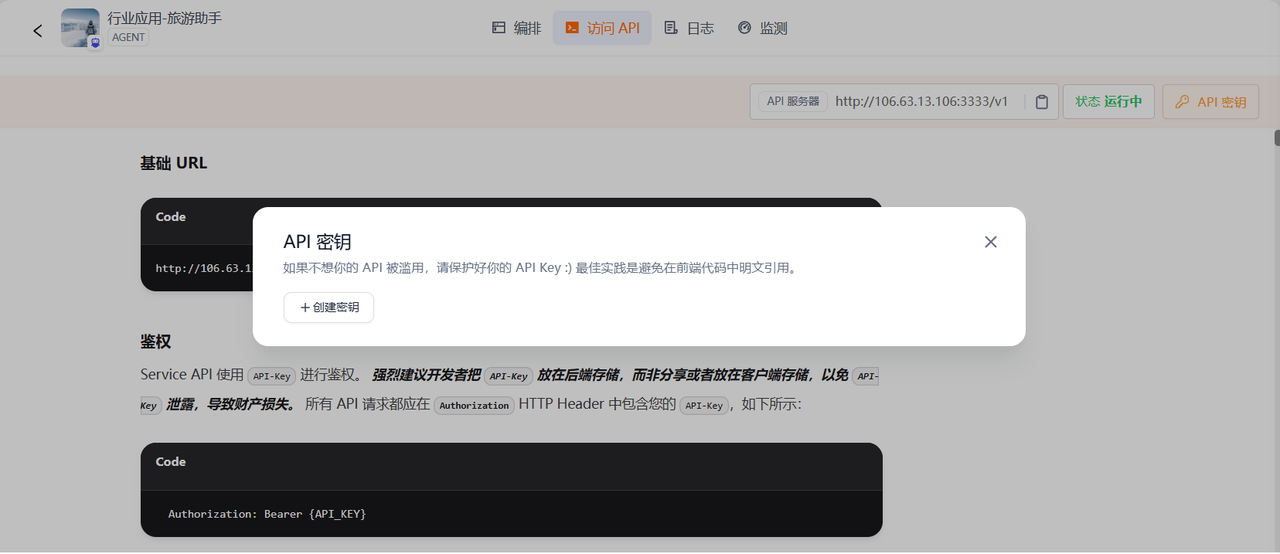 行业应用-旅游助手
AGENT
编排
访问 API
日志
监测
API 服务器
http://106.63.13.106:3333/v1
状态 运行中
API 密钥
基础 URL
Code
http://106.63.1
API 密钥
如果不想你的 API 被滥用，请保护好你的 API Key :) 最佳实践是避免在前端代码中明文引用。
+ 创建密钥
鉴权
Service API 使用 API-Key 进行鉴权。 强烈建议开发者把 API-Key 放在后端存储，而非分享或者放在客户端存储，以免 API-
Key 泄露，导致财产损失。 所有 API 请求都应在 Authorization HTTP Header 中包含您的 API-Key，如下所示：
Code
Authorization: Bearer {API_KEY}